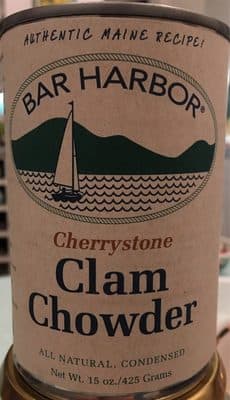 AUTHENTIC MAINE RECIPE!
BAR HARBOR®
Cherrystone
Clam
Chowder
ALL NATURAL, CONDENSED
Net Wt. 15 oz./425 Grams